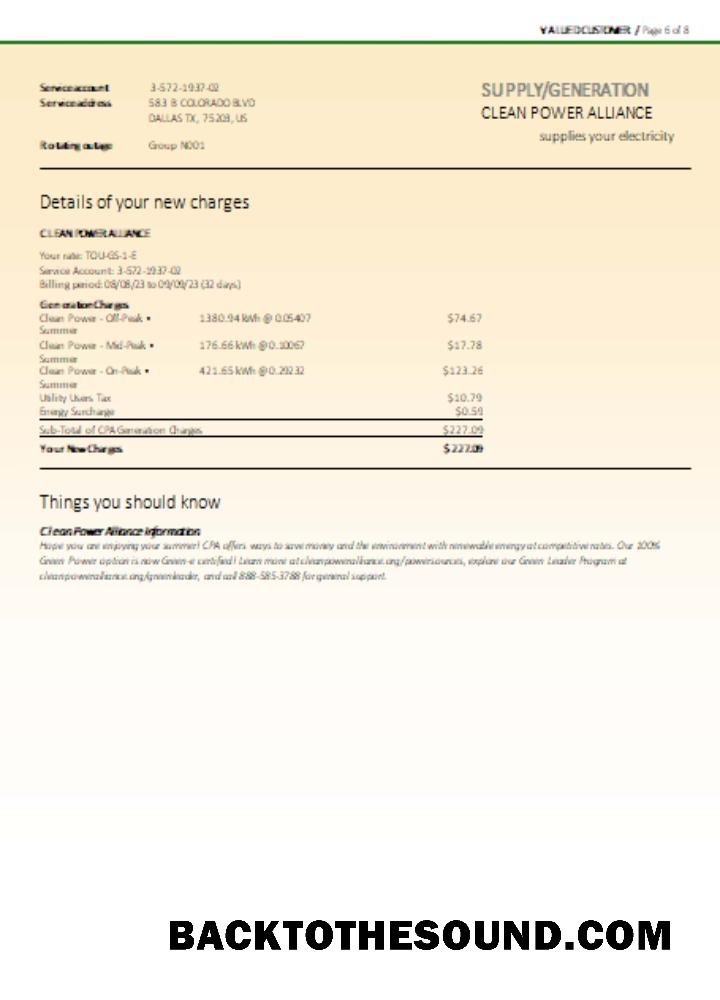 VALUED CUSTOMER / Page 6 of 8
Service account 3-572-1937-02
Service address 583 B COLORADO BLVD
DALLAS TX, 75203, US
Rotating outage Group N001
SUPPLY/GENERATION
CLEAN POWER ALLIANCE
supplies your electricity
Details of your new charges
CLEAN POWER ALLIANCE
Your rate: TOU-GS-1-E
Service Account: 3-572-1937-02
Billing period: 08/08/23 to 09/09/23 (32 days)
Generation Charges
Clean Power - Off-Peak • 1380.94 kWh @ 0.05407 $74.67
Summer
Clean Power - Mid-Peak • 176.66 kWh @ 0.10067 $17.78
Summer
Clean Power - On-Peak • 421.65 kWh @ 0.29232 $123.26
Summer
Utility Users Tax $10.79
Energy Surcharge $0.59
Sub-Total of CPA Generation Charges $227.09
Your New Charges $227.09
Things you should know
Clean Power Alliance Information
Hope you are enjoying your summer! CPA offers ways to save money and the environment with renewable energy at competitive rates. Our 100%
Green Power option is now Green-e certified! Learn more at cleanpoweralliance.org/powersources, explore our Green Leader Program at
cleanpoweralliance.org/greenleader, and call 888-585-3788 for general support.
BACKTOTHESOUND.COM